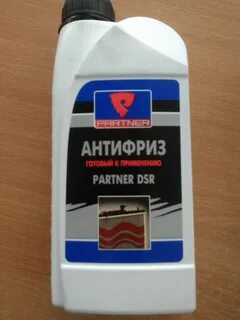 PARTNER
АНТИФРИЗ
ГОТОВЫЙ К ПРИМЕНЕНИЮ
PARTNER DSR